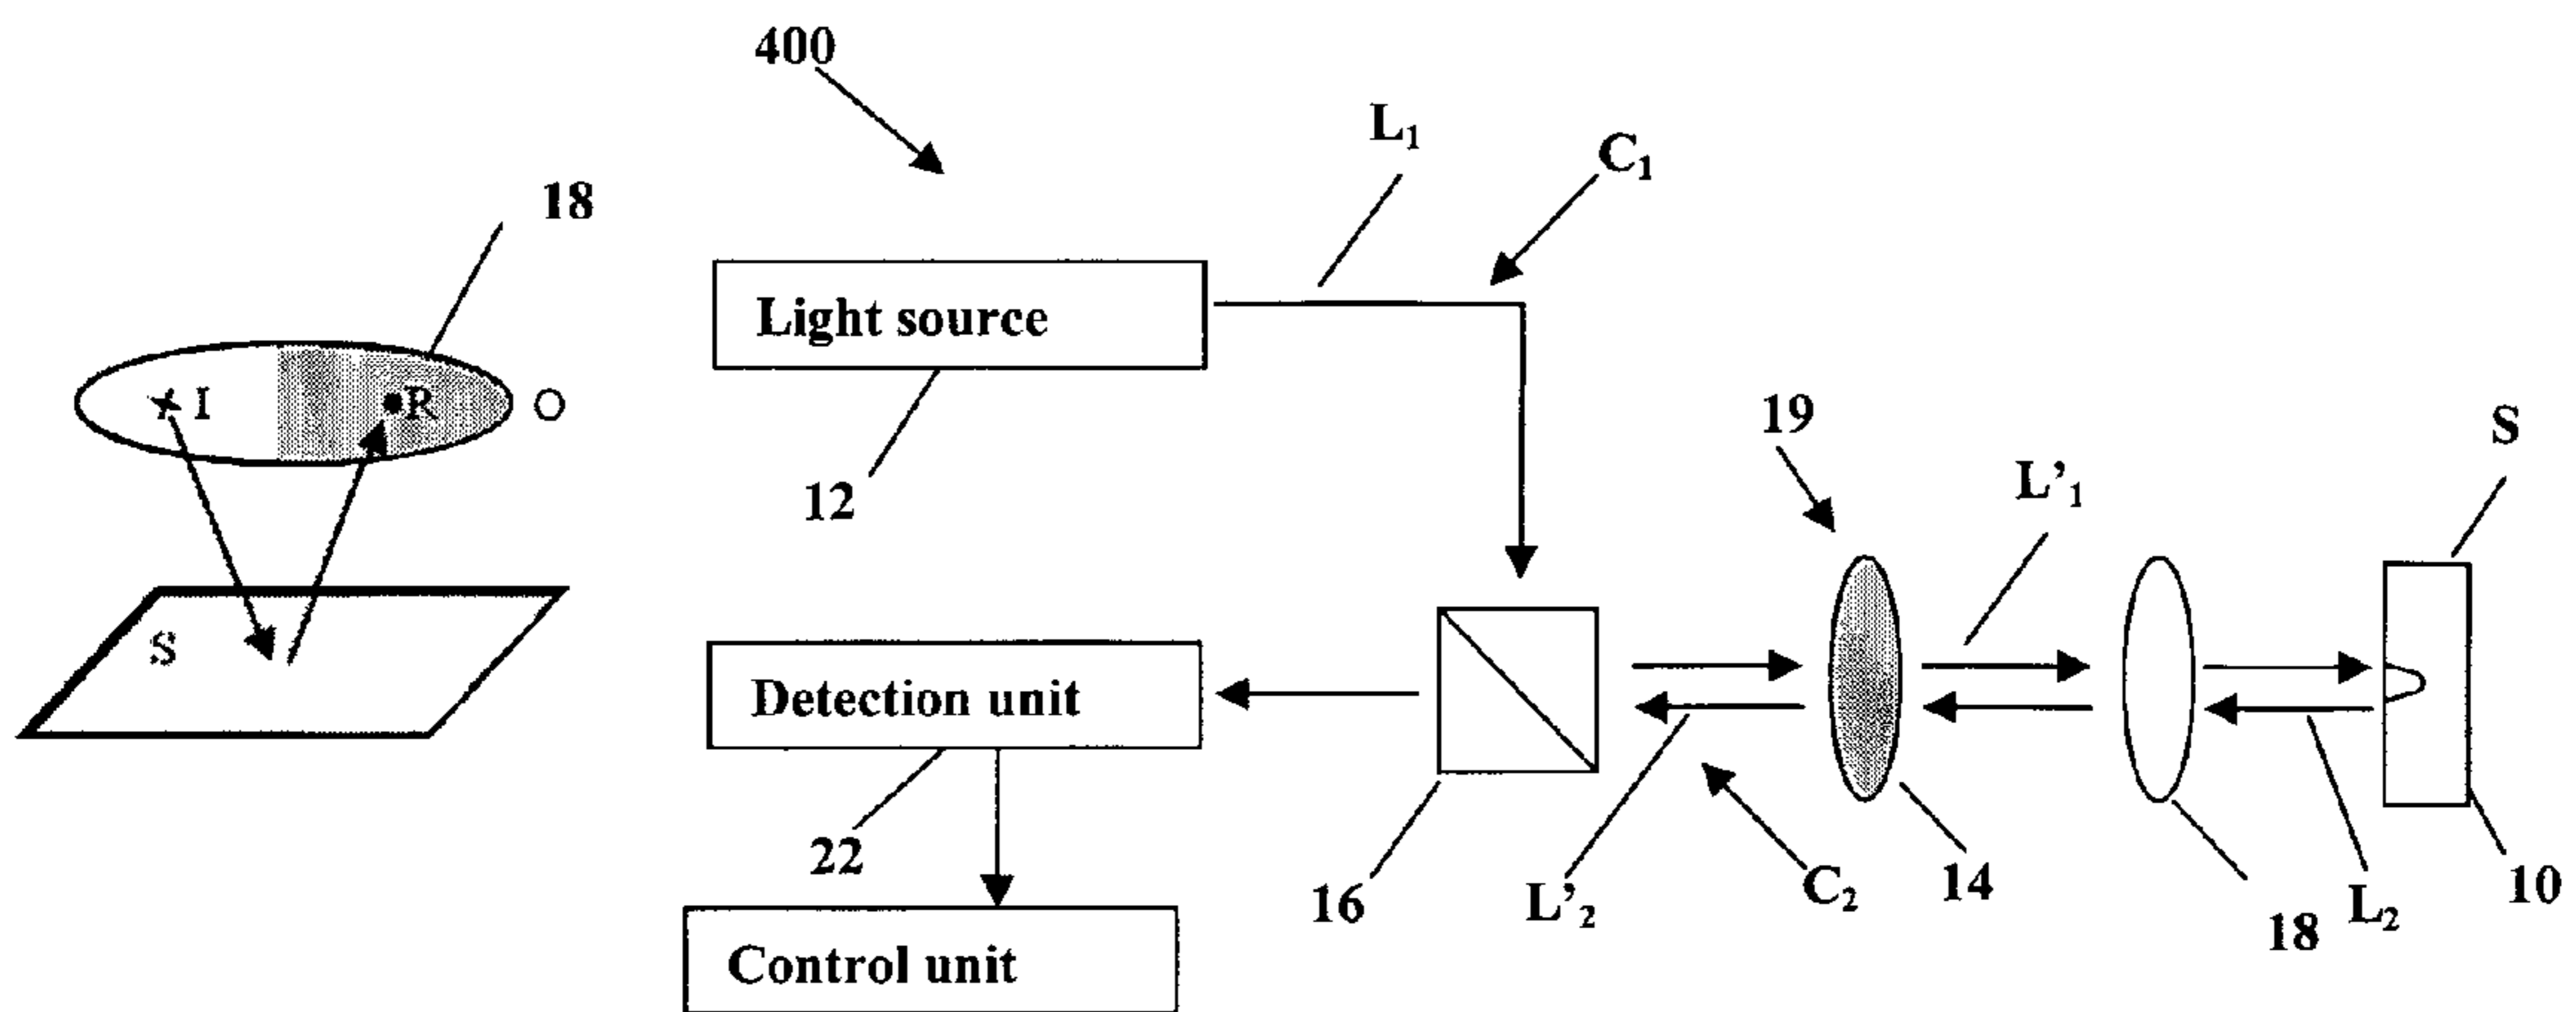 400
L₁
C₁
18
Light source
I
R
O
19
S
L'₁
12
S
Detection unit
22
16
L'₂
C₂
14
18
L₂
10
Control unit